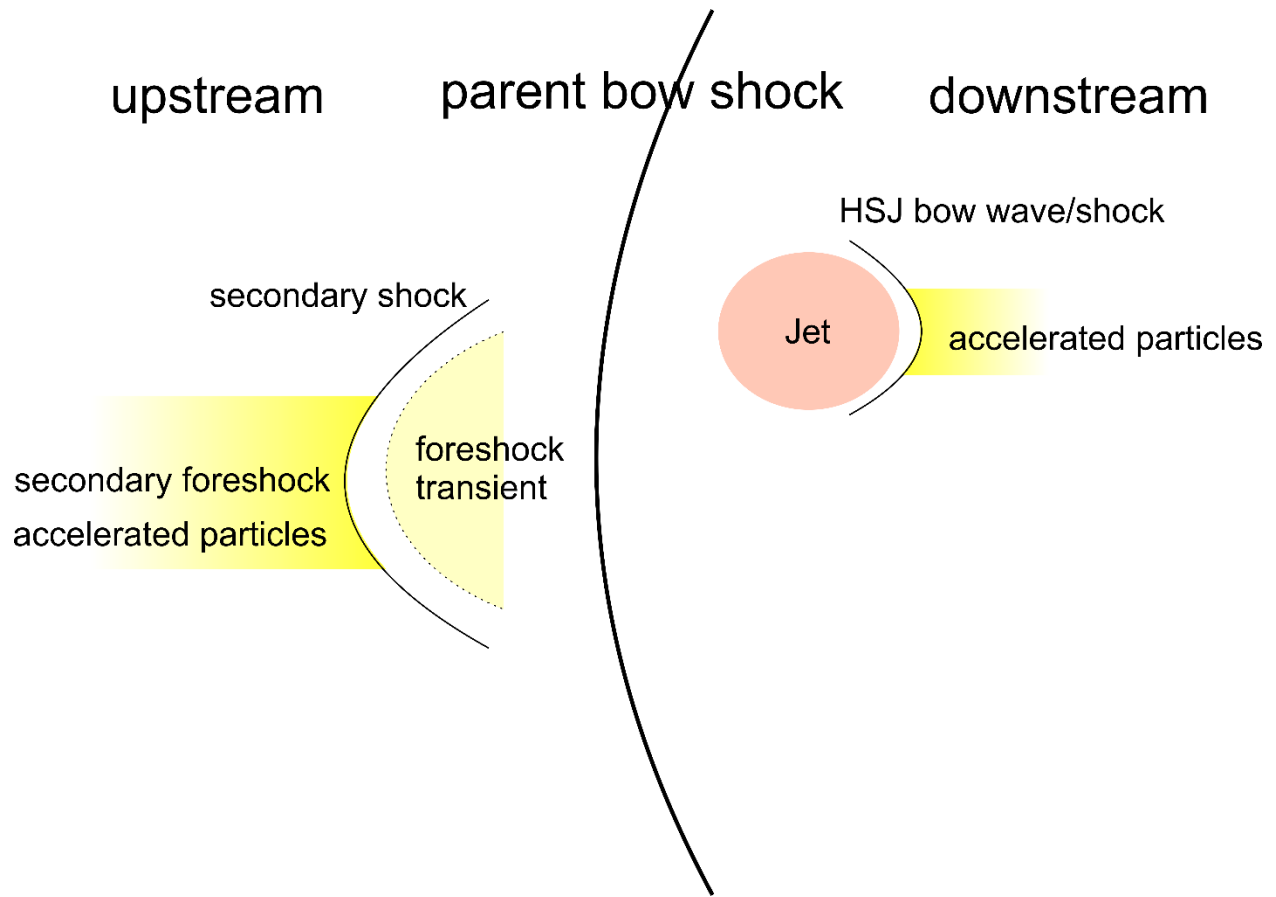 upstream
parent bow shock
downstream
HSJ bow wave/shock
secondary shock
Jet
accelerated particles
foreshock
transient
secondary foreshock
accelerated particles